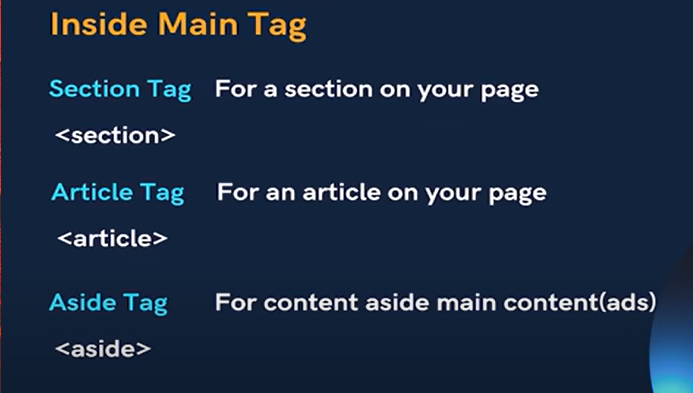 Inside Main Tag
Section Tag For a section on your page
<section>
Article Tag For an article on your page
<article>
Aside Tag For content aside main content(ads)
<aside>